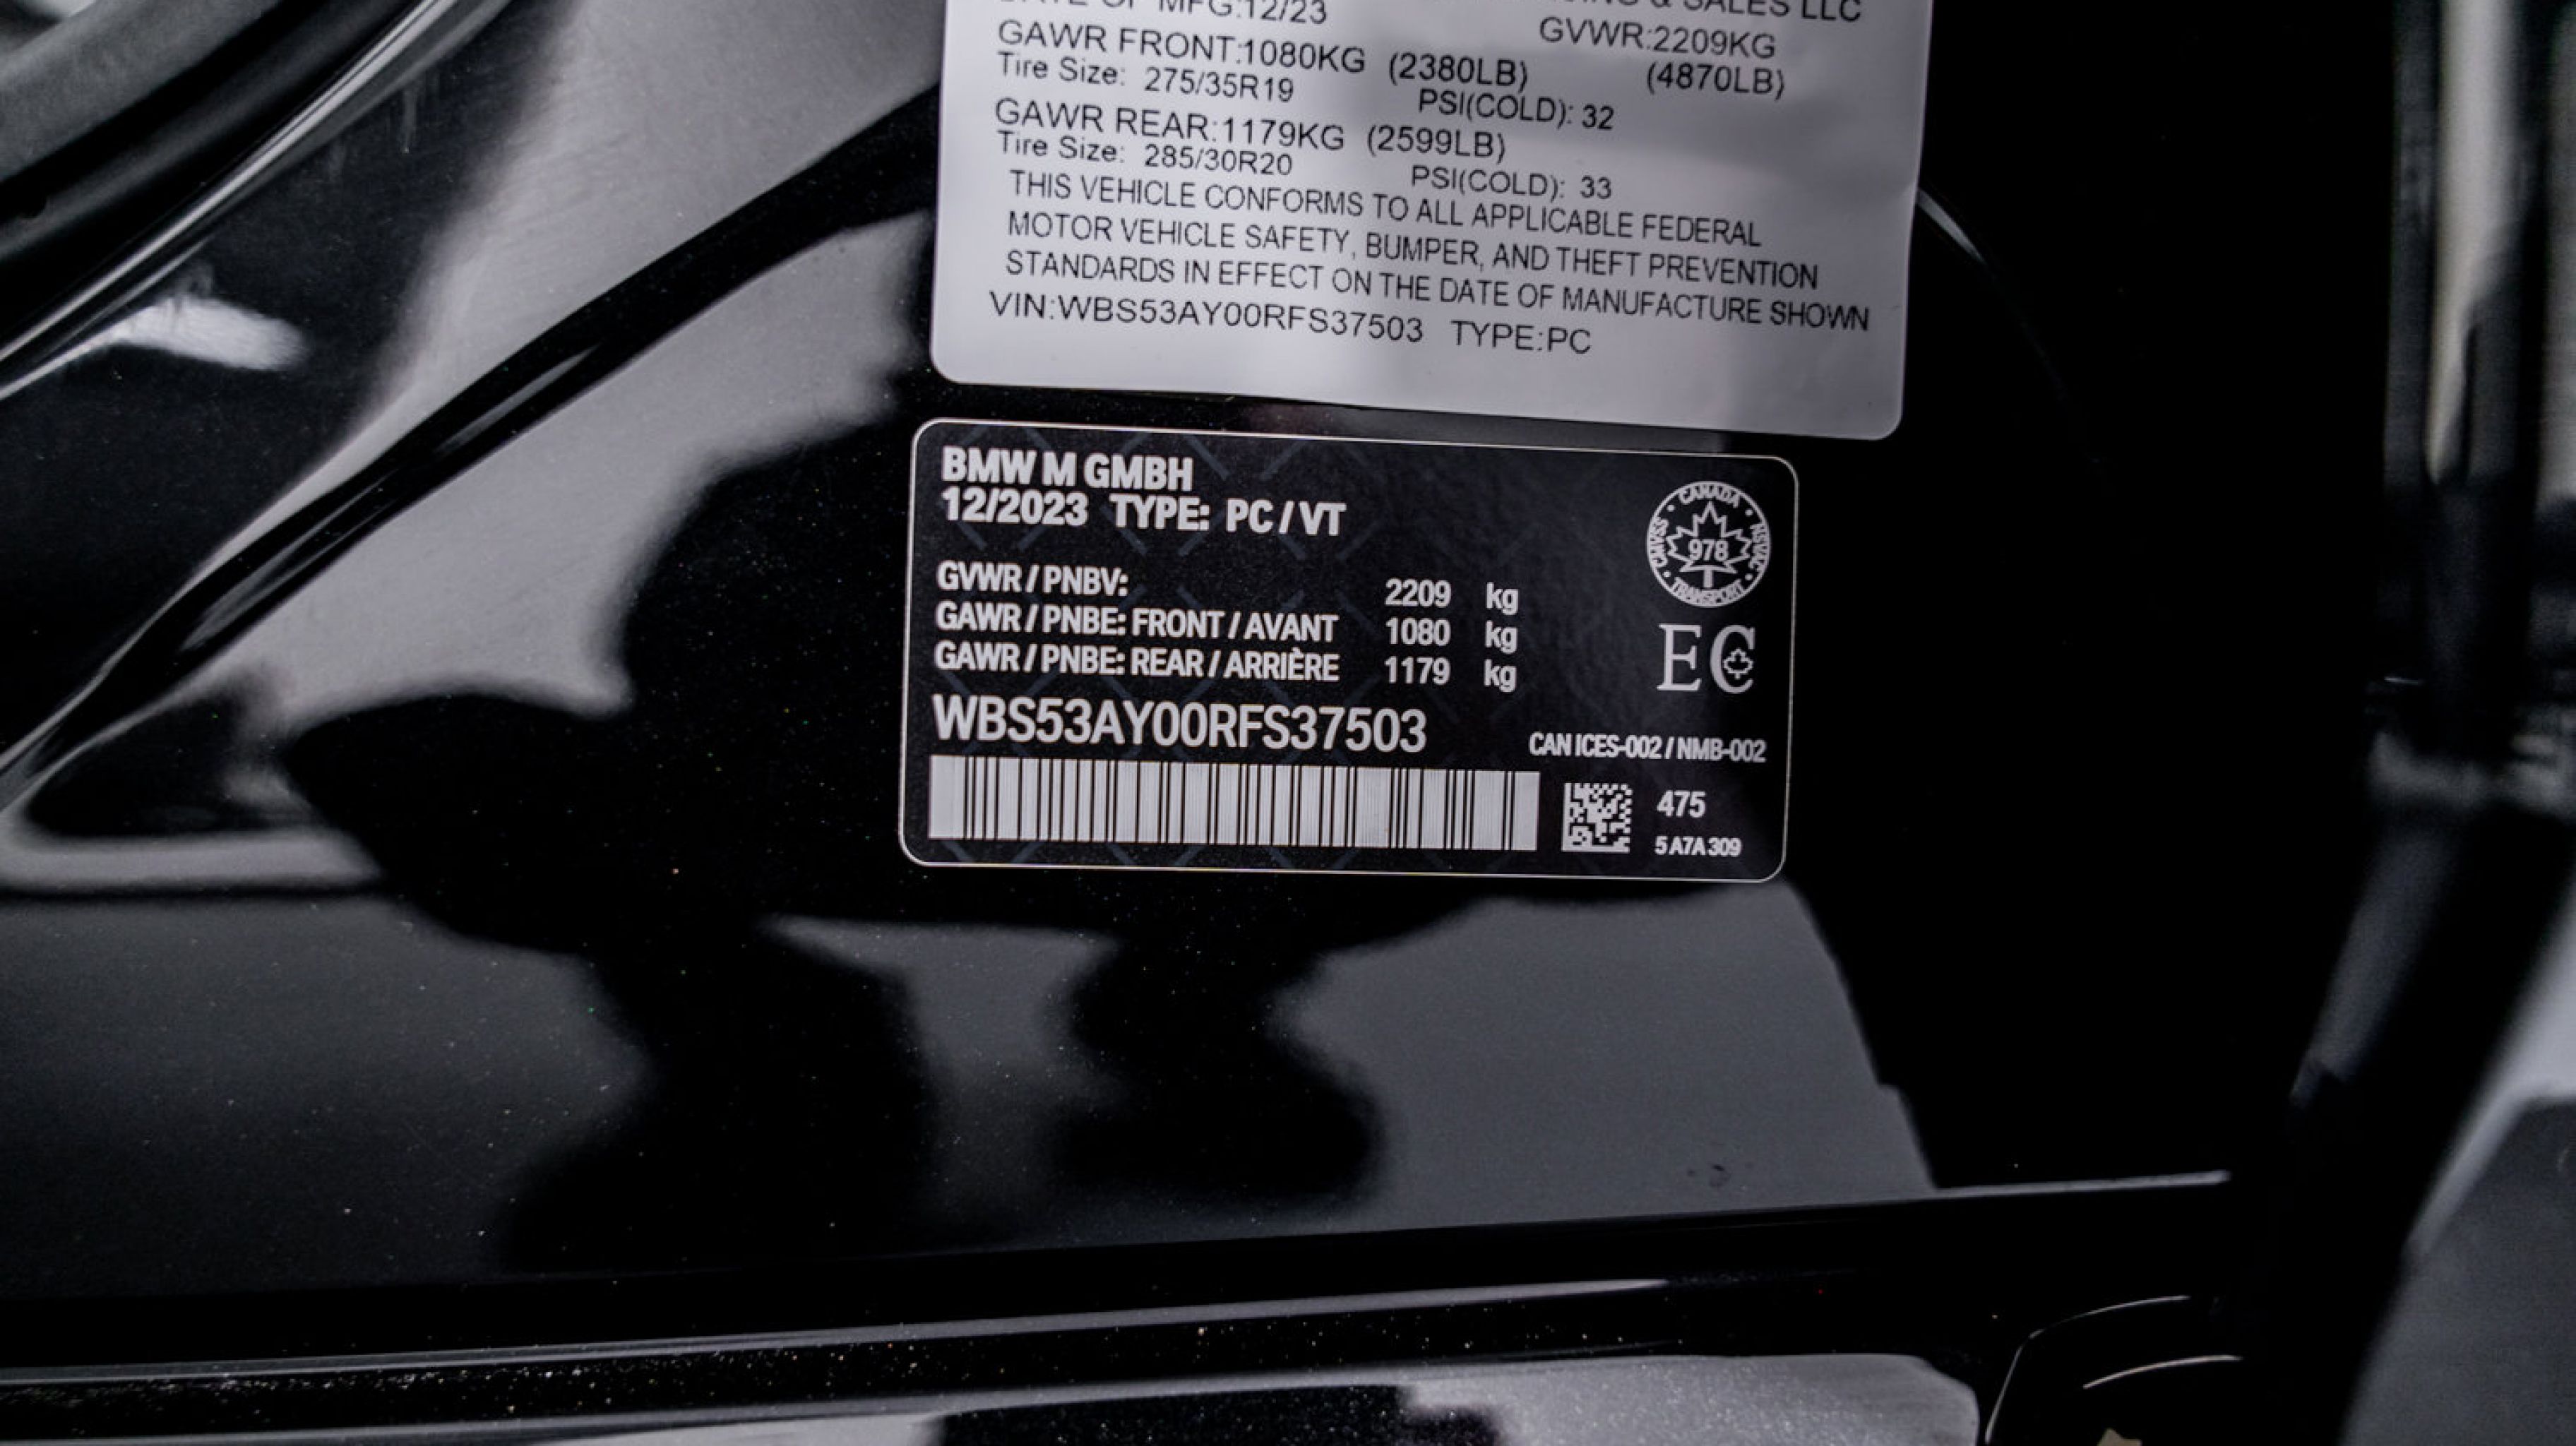 DATE OF MFG:12/23
& SALES LLC
GVWR:2209KG
GAWR FRONT:1080KG (2380LB) (4870LB)
Tire Size: 275/35R19 PSI(COLD): 32
GAWR REAR:1179KG (2599LB)
Tire Size: 285/30R20 PSI(COLD): 33
THIS VEHICLE CONFORMS TO ALL APPLICABLE FEDERAL
MOTOR VEHICLE SAFETY, BUMPER, AND THEFT PREVENTION
STANDARDS IN EFFECT ON THE DATE OF MANUFACTURE SHOWN
VIN:WBS53AY00RFS37503 TYPE:PC
BMW M GMBH
12/2023 TYPE: PC / VT
CANADA
CMVSS 978 NSVAC
TRANSPORT
GVWR / PNBV: 2209 kg
GAWR / PNBE: FRONT / AVANT 1080 kg
GAWR / PNBE: REAR / ARRIÈRE 1179 kg
EC
WBS53AY00RFS37503
CAN ICES-002 / NMB-002
475
5 A7A 309